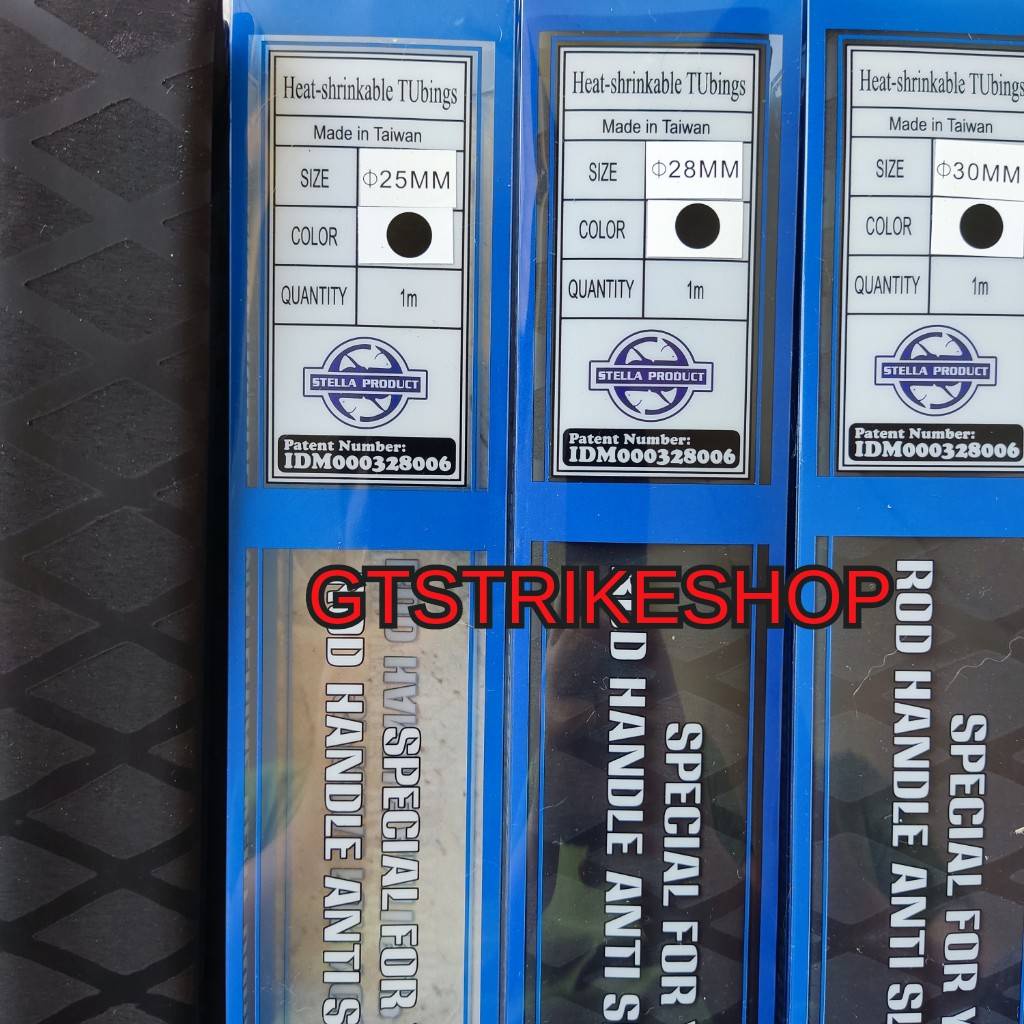 Heat-shrinkable TUbings
Made in Taiwan
SIZE Φ25MM
COLOR
QUANTITY 1m
STELLA PRODUCT
Patent Number:
IDM000328006
Heat-shrinkable TUbings
Made in Taiwan
SIZE Φ28MM
COLOR
QUANTITY 1m
STELLA PRODUCT
Patent Number:
IDM000328006
Heat-shrinkable TUbings
Made in Taiwan
SIZE Φ30MM
COLOR
QUANTITY 1m
STELLA PRODUCT
Patent Number:
IDM000328006
GTSTRIKESHOP
SPECIAL FOR
HANDLE ANTI
SPECIAL FOR
HANDLE ANTI
SPECIAL FOR
ROD HANDLE ANTI